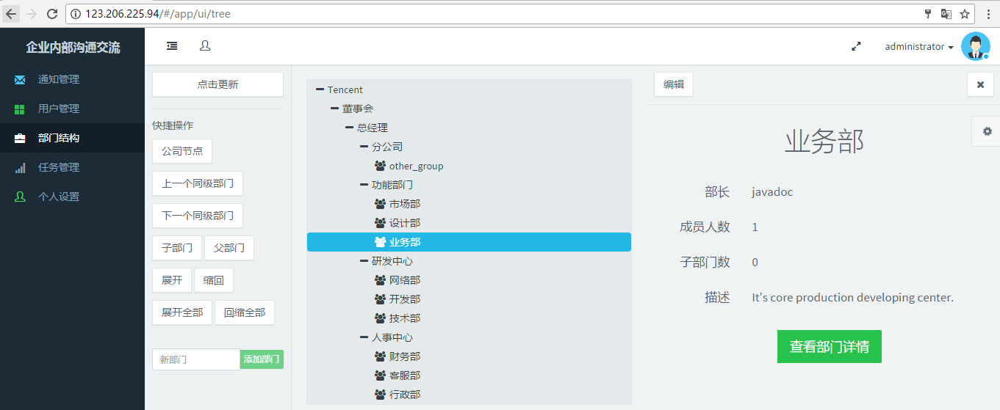 123.206.225.94/#/app/ui/tree
企业内部沟通交流
administrator
通知管理
用户管理
部门结构
任务管理
个人设置
点击更新
快捷操作
公司节点
上一个同级部门
下一个同级部门
子部门 父部门
展开 缩回
展开全部 回缩全部
新部门 添加部门
Tencent
董事会
总经理
分公司
other_group
功能部门
市场部
设计部
业务部
研发中心
网络部
开发部
技术部
人事中心
财务部
客服部
行政部
编辑
业务部
部长 javadoc
成员人数 1
子部门数 0
描述 It's core production developing center.
查看部门详情